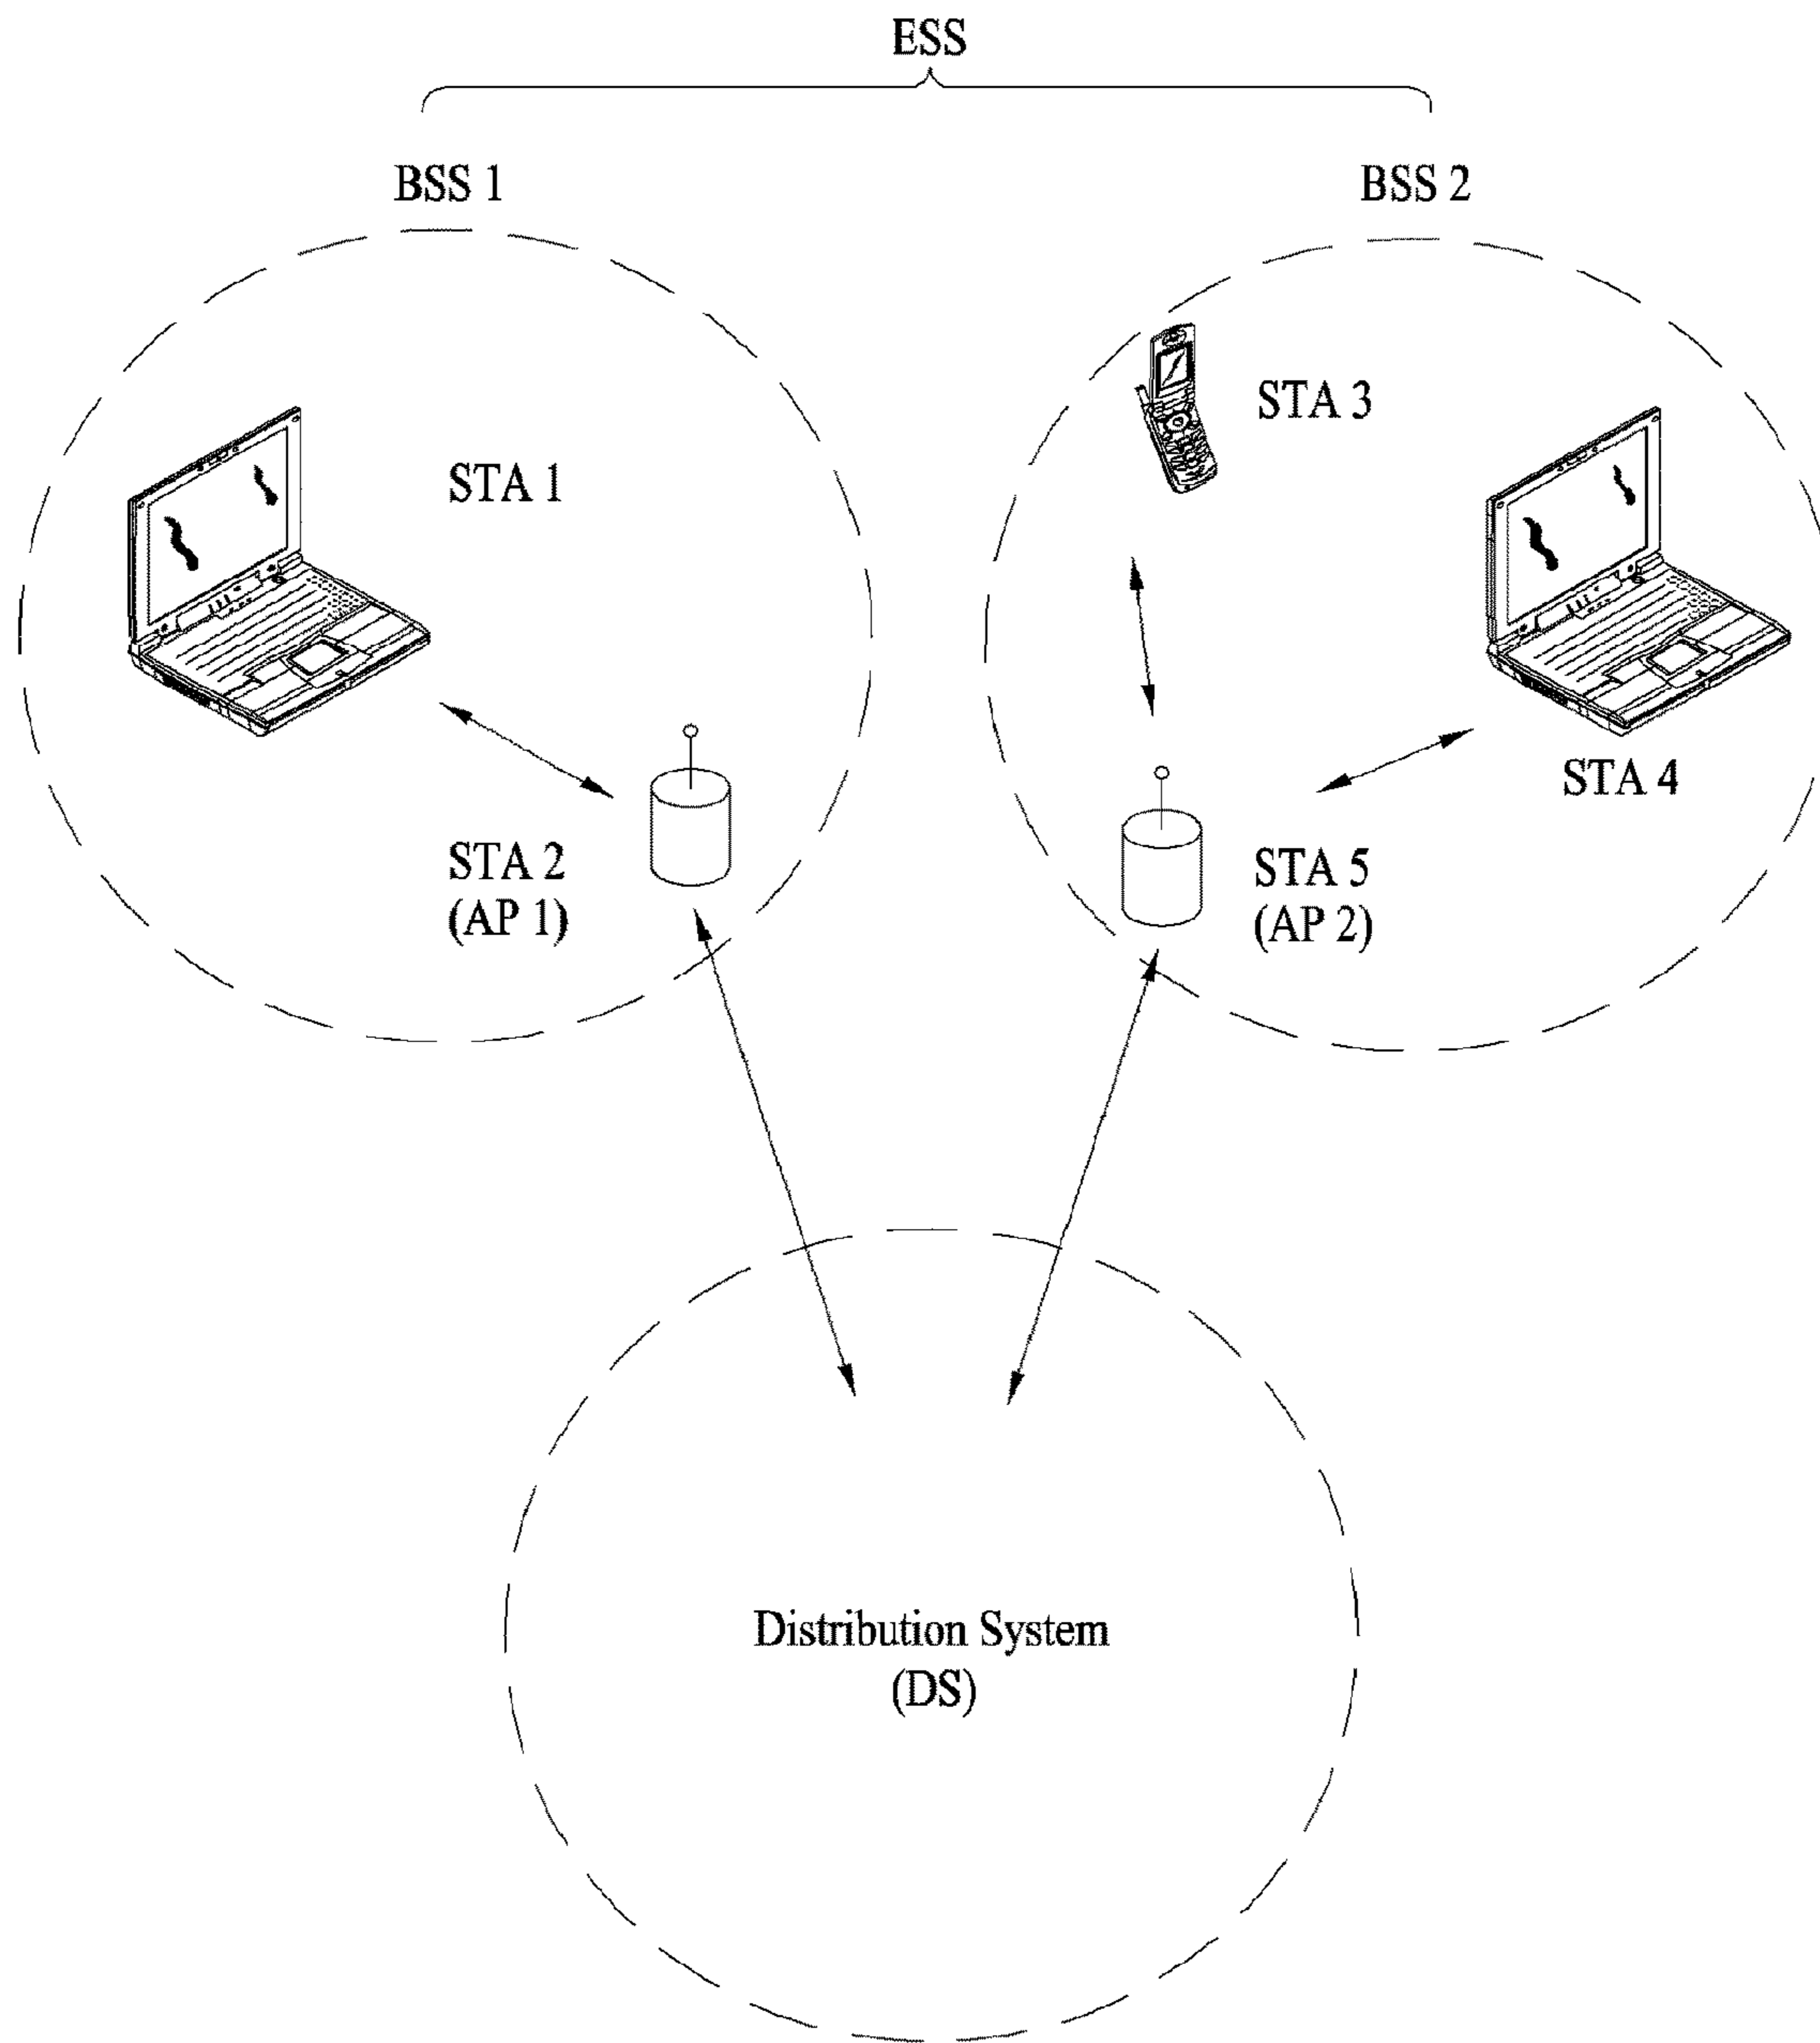 ESS
BSS 1
BSS 2
STA 1
STA 3
STA 4
STA 2
(AP 1)
STA 5
(AP 2)
Distribution System
(DS)